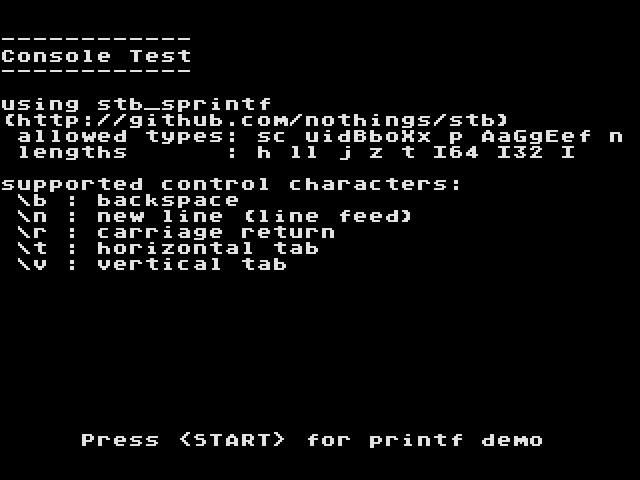 ------------
Console Test
------------
using stb_sprintf
(http://github.com/nothings/stb)
 allowed types: sc uidBboXx p AaGgEef n
 lengths      : h ll j z t I64 I32 I
supported control characters:
 \b : backspace
 \n : new line (line feed)
 \r : carriage return
 \t : horizontal tab
 \v : vertical tab
Press <START> for printf demo